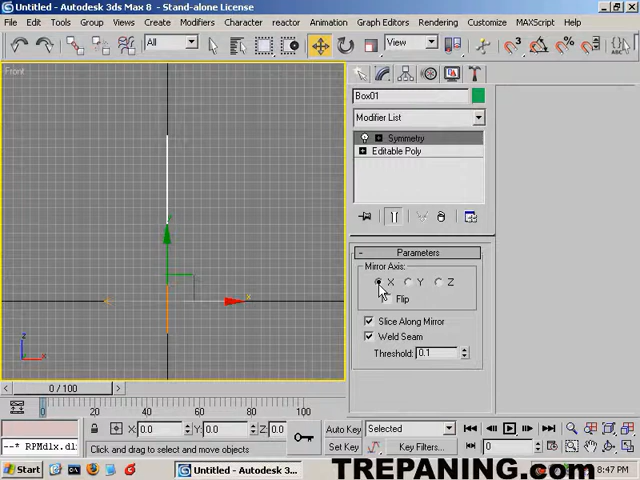 Untitled - Autodesk 3ds Max 8 - Stand-alone License
File Edit Tools Group Views Create Modifiers Character reactor Animation Graph Editors Rendering Customize MAXScript Help
All View
Front
Box01
Modifier List
Symmetry
Editable Poly
Parameters
Mirror Axis:
X Y Z
Flip
Slice Along Mirror
Weld Seam
Threshold: 0.1
y
x
z
x
0 / 100
0 20 40 60 80 100
X: 0.0 Y: 0.0 Z: 0.0
Auto Key Selected
--* RPMdlx.dl
Click and drag to select and move objects
Set Key Key Filters... 0
Start Untitled - Autodesk 3... 8:47 PM
TREPANING.com